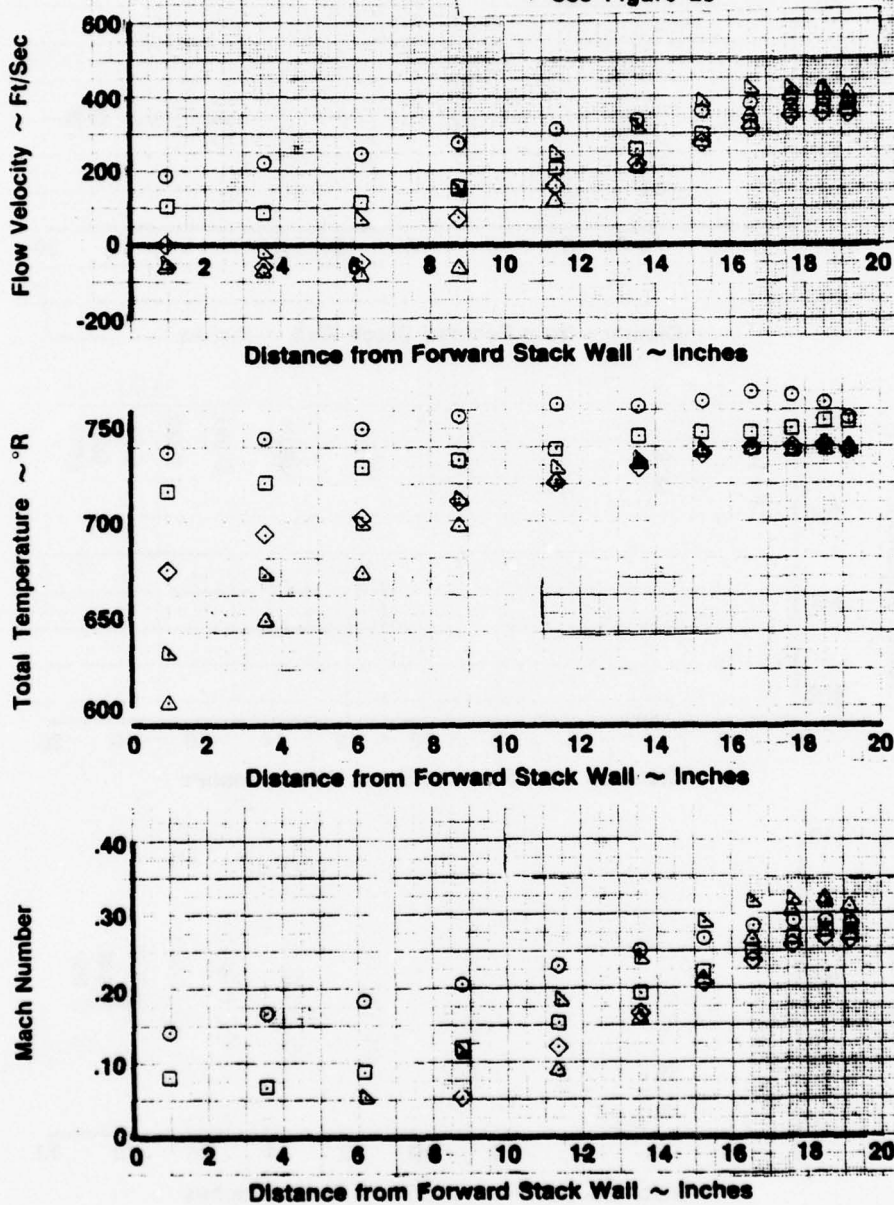 See Figure
Flow Velocity ~ Ft/Sec
600
400
200
0
-200
2 4 6 8 10 12 14 16 18 20
Distance from Forward Stack Wall ~ Inches
Total Temperature ~ °R
750
700
650
600
0 2 4 6 8 10 12 14 16 18 20
Distance from Forward Stack Wall ~ Inches
Mach Number
.40
.30
.20
.10
0
0 2 4 6 8 10 12 14 16 18 20
Distance from Forward Stack Wall ~ Inches